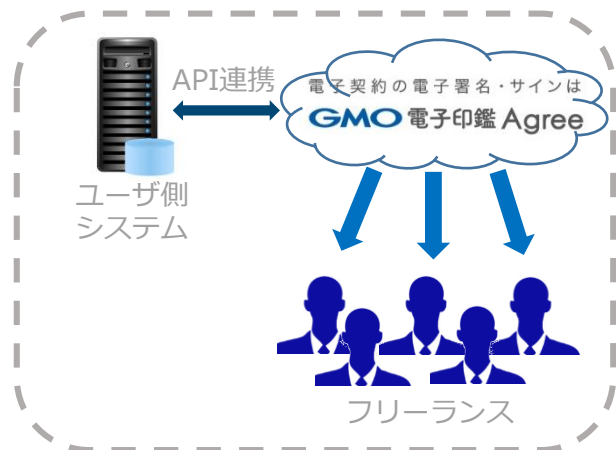 API連携
電子契約の電子署名・サインは
GMO 電子印鑑 Agree
ユーザ側
システム
フリーランス